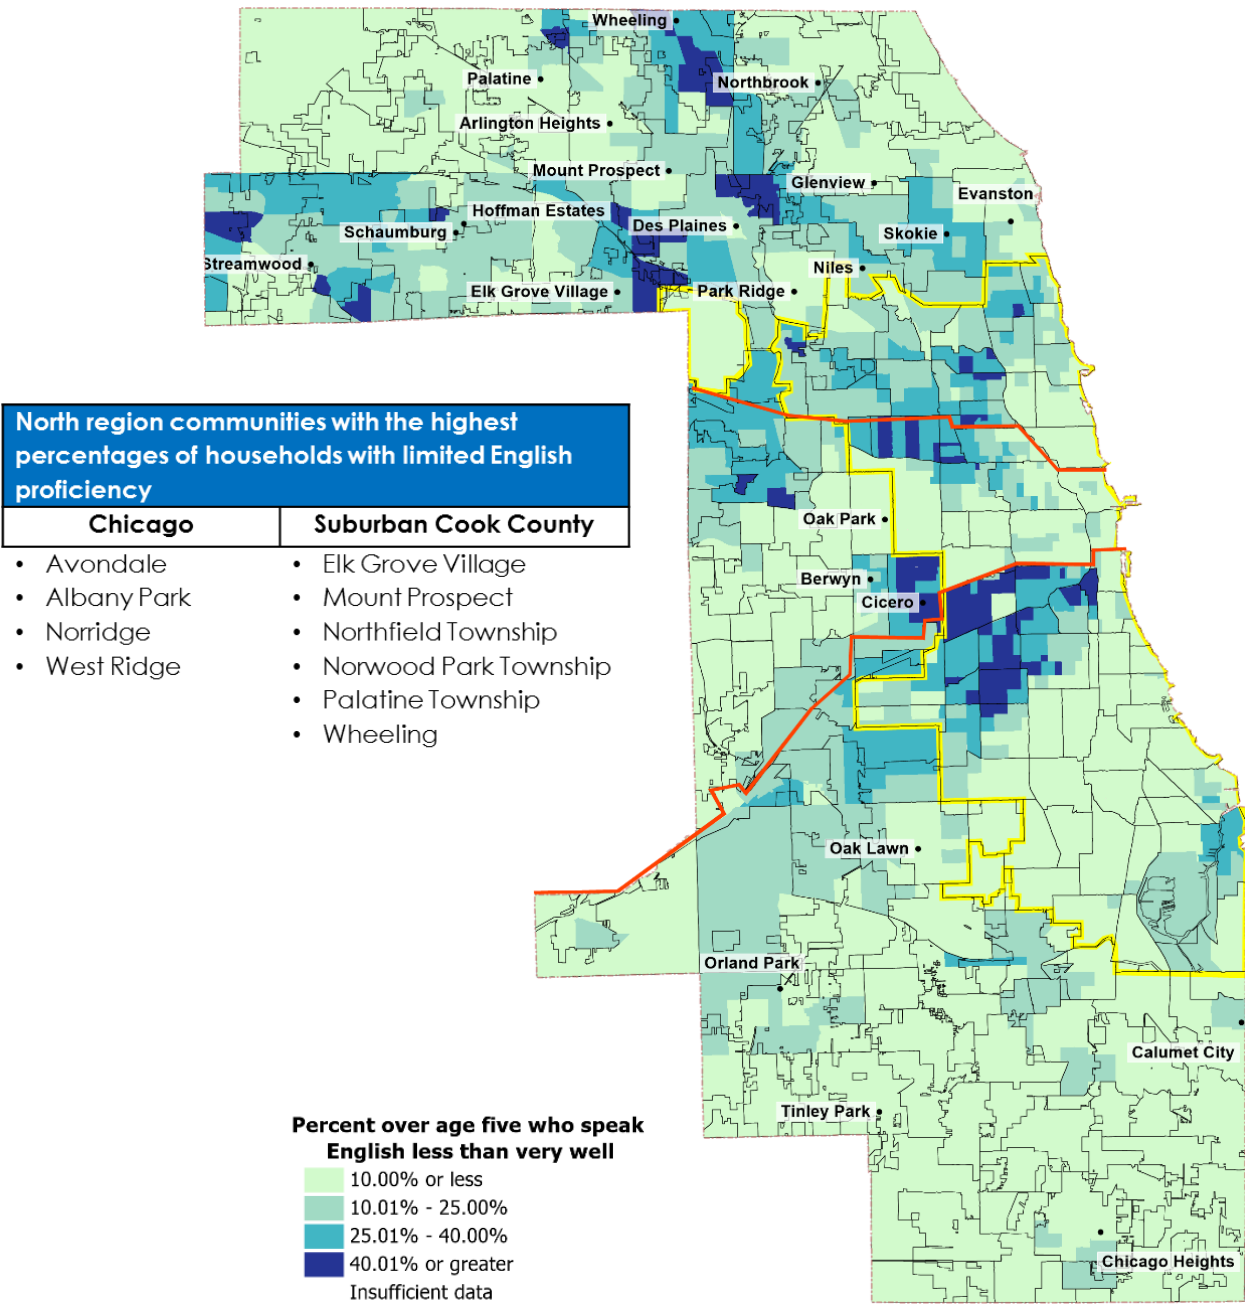 Wheeling
Palatine
Northbrook
Arlington Heights
Mount Prospect
Glenview
Evanston
Hoffman Estates
Schaumburg
Des Plaines
Skokie
Streamwood
Niles
Elk Grove Village
Park Ridge
North region communities with the highest
percentages of households with limited English
proficiency
Chicago
Suburban Cook County
• Avondale
• Albany Park
• Norridge
• West Ridge
• Elk Grove Village
• Mount Prospect
• Northfield Township
• Norwood Park Township
• Palatine Township
• Wheeling
Oak Park
Berwyn
Cicero
Oak Lawn
Orland Park
Calumet City
Tinley Park
Chicago Heights
Percent over age five who speak
English less than very well
10.00% or less
10.01% - 25.00%
25.01% - 40.00%
40.01% or greater
Insufficient data